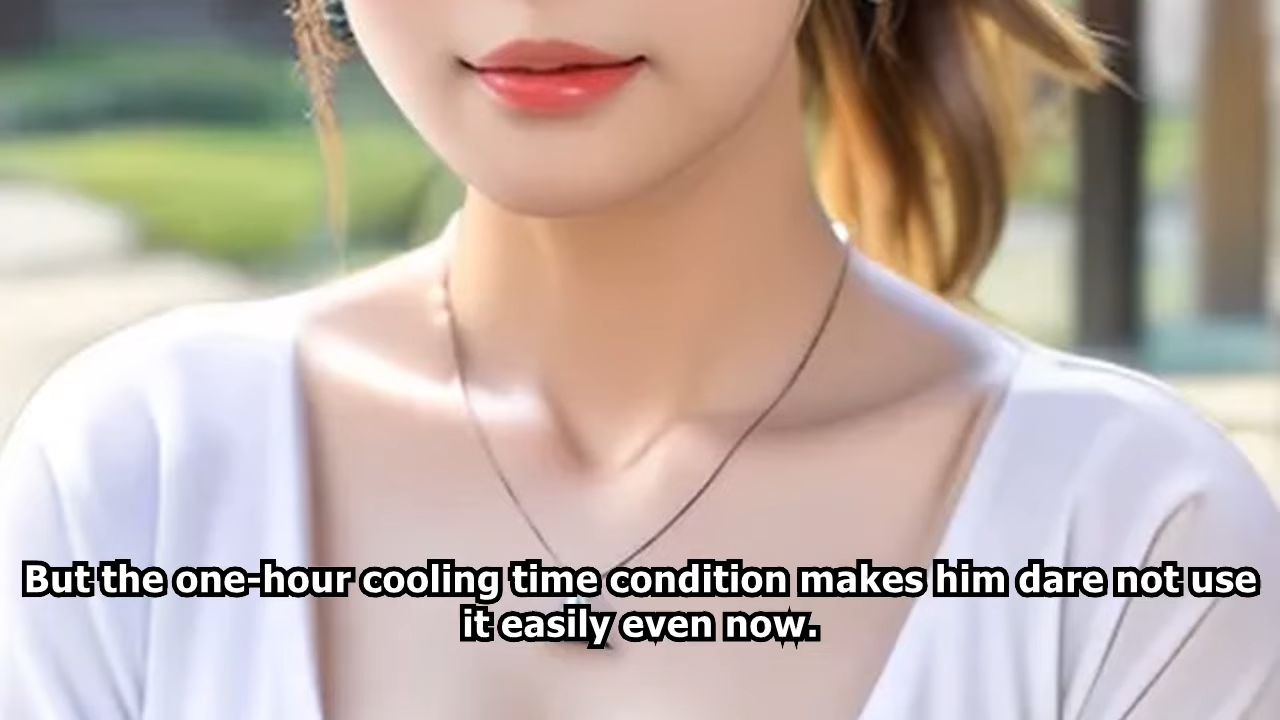 But the one-hour cooling time condition makes him dare not use
it easily even now.